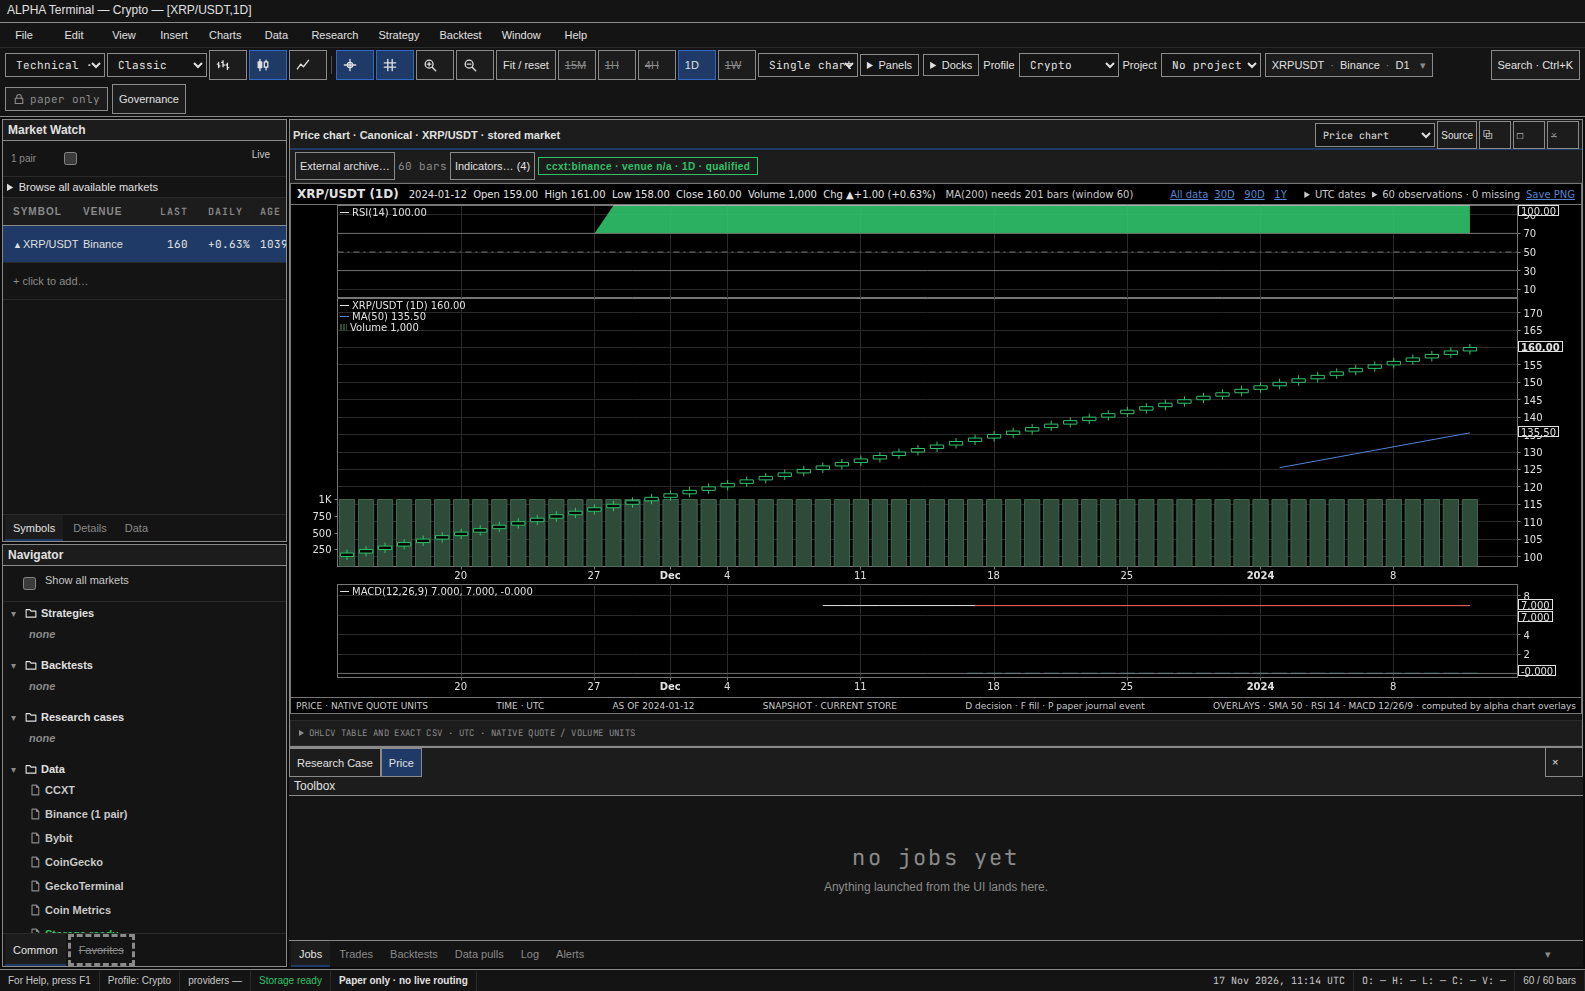 ALPHA Terminal — Crypto — [XRP/USDT,1D]
File Edit View Insert Charts Data Research Strategy Backtest Window Help
Technical Classic Fit / reset 15M 1H 4H 1D 1W Single chart Panels Docks Profile Crypto Project No project XRPUSDT · Binance · D1 Search · Ctrl+K
paper only Governance
Market Watch
1 pair Live
Browse all available markets
SYMBOL VENUE LAST DAILY AGE
▲XRP/USDT Binance 160 +0.63% 1039
+ click to add…
Symbols Details Data
Navigator
Show all markets
Strategies
none
Backtests
none
Research cases
none
Data
CCXT
Binance (1 pair)
Bybit
CoinGecko
GeckoTerminal
Coin Metrics
Common Favorites
Price chart · Canonical · XRP/USDT · stored market Price chart Source
External archive… 60 bars Indicators… (4) ccxt:binance · venue n/a · 1D · qualified
XRP/USDT (1D) 2024-01-12 Open 159.00 High 161.00 Low 158.00 Close 160.00 Volume 1,000 Chg ▲+1.00 (+0.63%) MA(200) needs 201 bars (window 60) All data 30D 90D 1Y UTC dates 60 observations · 0 missing Save PNG
RSI(14) 100.00
100.00
90
70
50
30
10
XRP/USDT (1D) 160.00
MA(50) 135.50
Volume 1,000
170
165
160.00
155
150
145
140
135.50
130
125
120
115
110
105
100
1K
750
500
250
20 27 Dec 4 11 18 25 2024 8
MACD(12,26,9) 7.000, 7.000, -0.000
8
7.000
7.000
4
2
-0.000
20 27 Dec 4 11 18 25 2024 8
PRICE · NATIVE QUOTE UNITS TIME · UTC AS OF 2024-01-12 SNAPSHOT · CURRENT STORE D decision · F fill · P paper journal event OVERLAYS · SMA 50 · RSI 14 · MACD 12/26/9 · computed by alpha chart overlays
OHLCV TABLE AND EXACT CSV · UTC · NATIVE QUOTE / VOLUME UNITS
Research Case Price ×
Toolbox
no jobs yet
Anything launched from the UI lands here.
Jobs Trades Backtests Data pulls Log Alerts
For Help, press F1 Profile: Crypto providers — Storage ready Paper only · no live routing 17 Nov 2026, 11:14 UTC O: — H: — L: — C: — V: — 60 / 60 bars